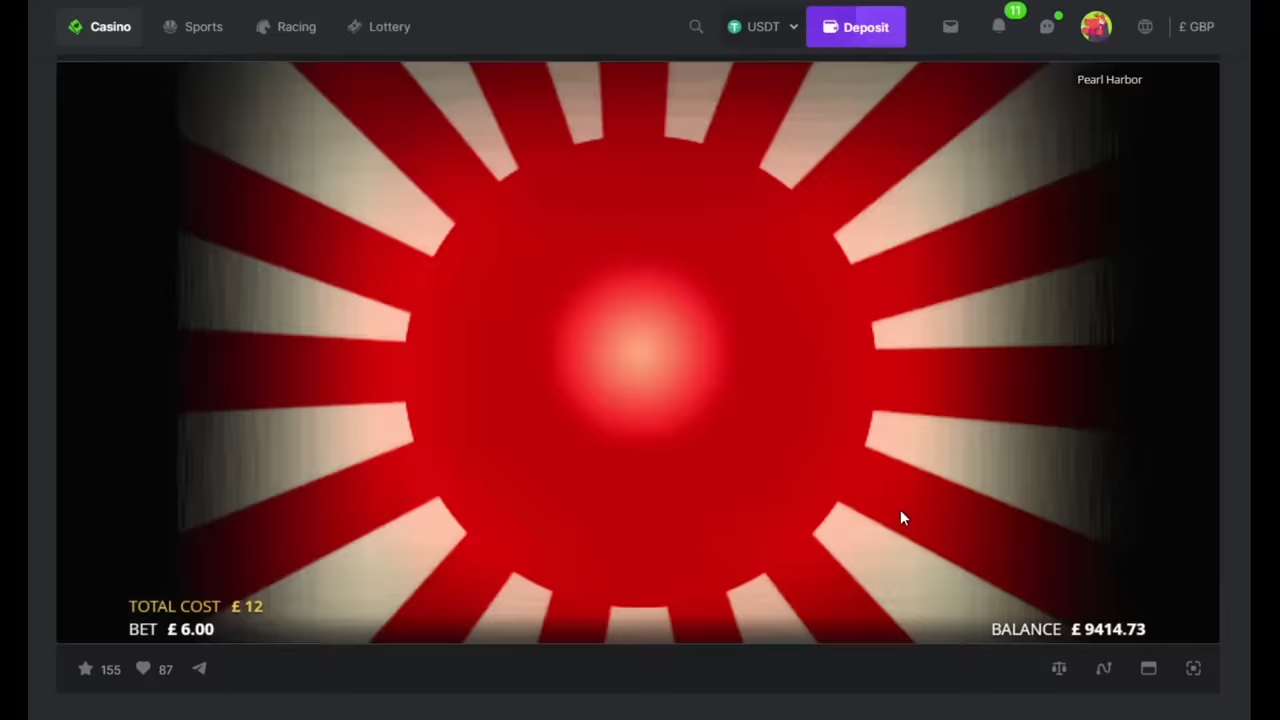 Casino Sports Racing Lottery USDT Deposit 11 £ GBP
Pearl Harbor
TOTAL COST £ 12
BET £ 6.00 BALANCE £ 9414.73
155 87